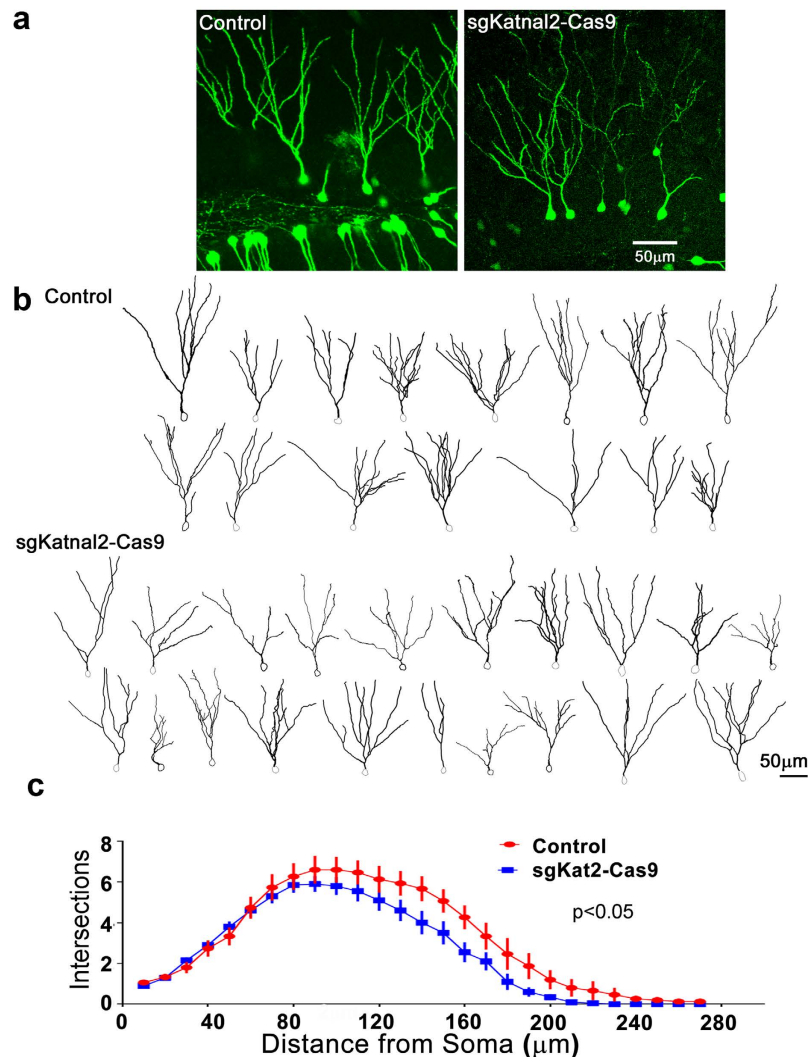 a
Control
sgKatnal2-Cas9
50μm
b
Control
sgKatnal2-Cas9
50μm
c
8
6
4
2
0
Intersections
Control
sgKat2-Cas9
p<0.05
0 40 80 120 160 200 240 280
Distance from Soma (μm)